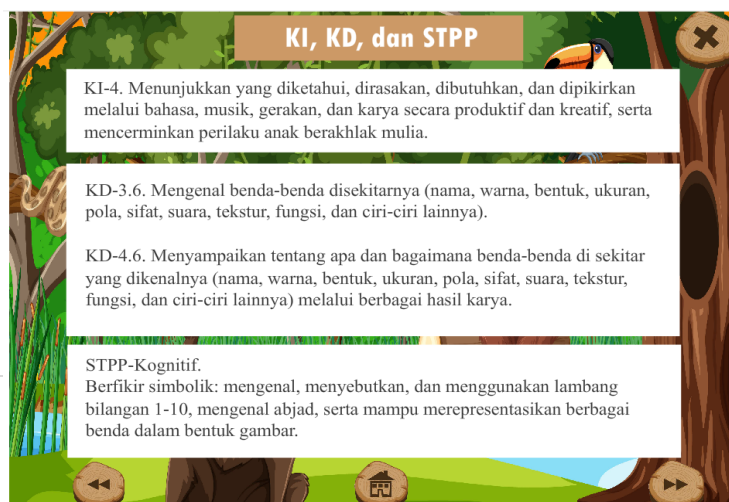 KI, KD, dan STPP
KI-4. Menunjukkan yang diketahui, dirasakan, dibutuhkan, dan dipikirkan
melalui bahasa, musik, gerakan, dan karya secara produktif dan kreatif, serta
mencerminkan perilaku anak berakhlak mulia.
KD-3.6. Mengenal benda-benda disekitarnya (nama, warna, bentuk, ukuran,
pola, sifat, suara, tekstur, fungsi, dan ciri-ciri lainnya).
KD-4.6. Menyampaikan tentang apa dan bagaimana benda-benda di sekitar
yang dikenalnya (nama, warna, bentuk, ukuran, pola, sifat, suara, tekstur,
fungsi, dan ciri-ciri lainnya) melalui berbagai hasil karya.
STPP-Kognitif.
Berfikir simbolik: mengenal, menyebutkan, dan menggunakan lambang
bilangan 1-10, mengenal abjad, serta mampu merepresentasikan berbagai
benda dalam bentuk gambar.